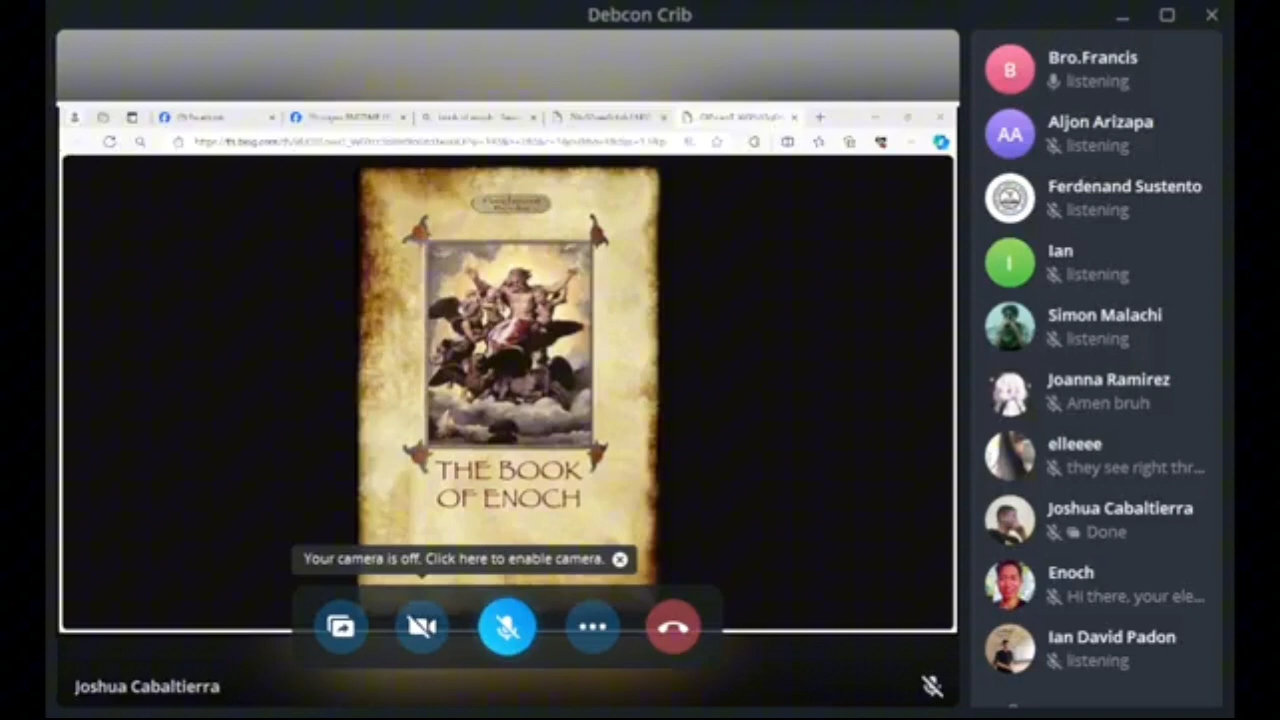 Debcon Crib
THE BOOK
OF ENOCH
Your camera is off. Click here to enable camera.
Joshua Cabaltierra
B
Bro.Francis
listening
AA
Aljon Arizapa
listening
Ferdenand Sustento
listening
I
Ian
listening
Simon Malachi
listening
Joanna Ramirez
Amen bruh
elleeee
they see right thr...
Joshua Cabaltierra
Done
Enoch
Hi there, your ele...
Ian David Padon
listening